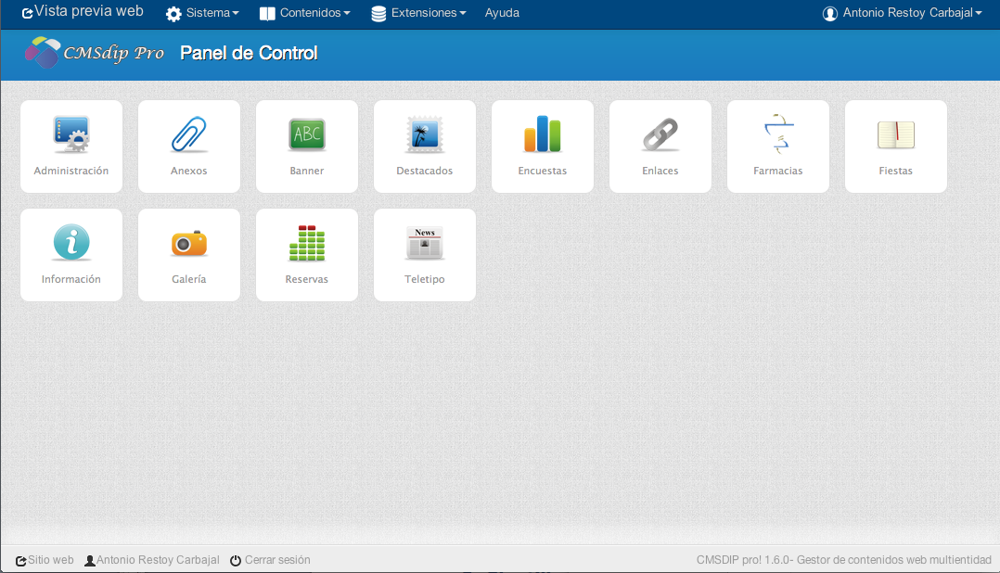 Vista previa web Sistema Contenidos Extensiones Ayuda Antonio Restoy Carbajal
CMSdip Pro Panel de Control
ABC
News
Administración Anexos Banner Destacados Encuestas Enlaces Farmacias Fiestas
Información Galería Reservas Teletipo
Sitio web Antonio Restoy Carbajal Cerrar sesión CMSDIP pro! 1.6.0- Gestor de contenidos web multientidad